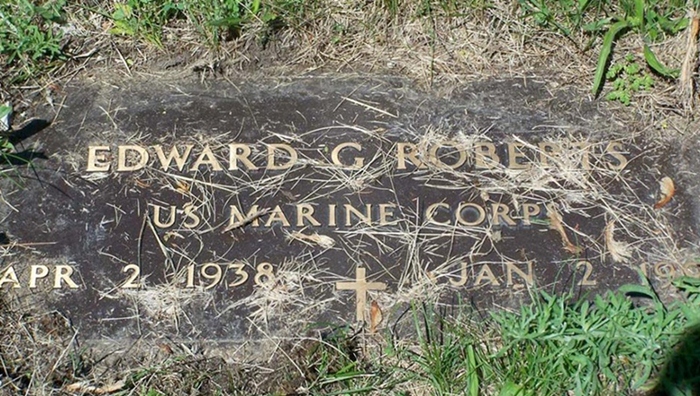 EDWARD G ROBERTS
US MARINE CORPS
APR 2 1938 JAN 2